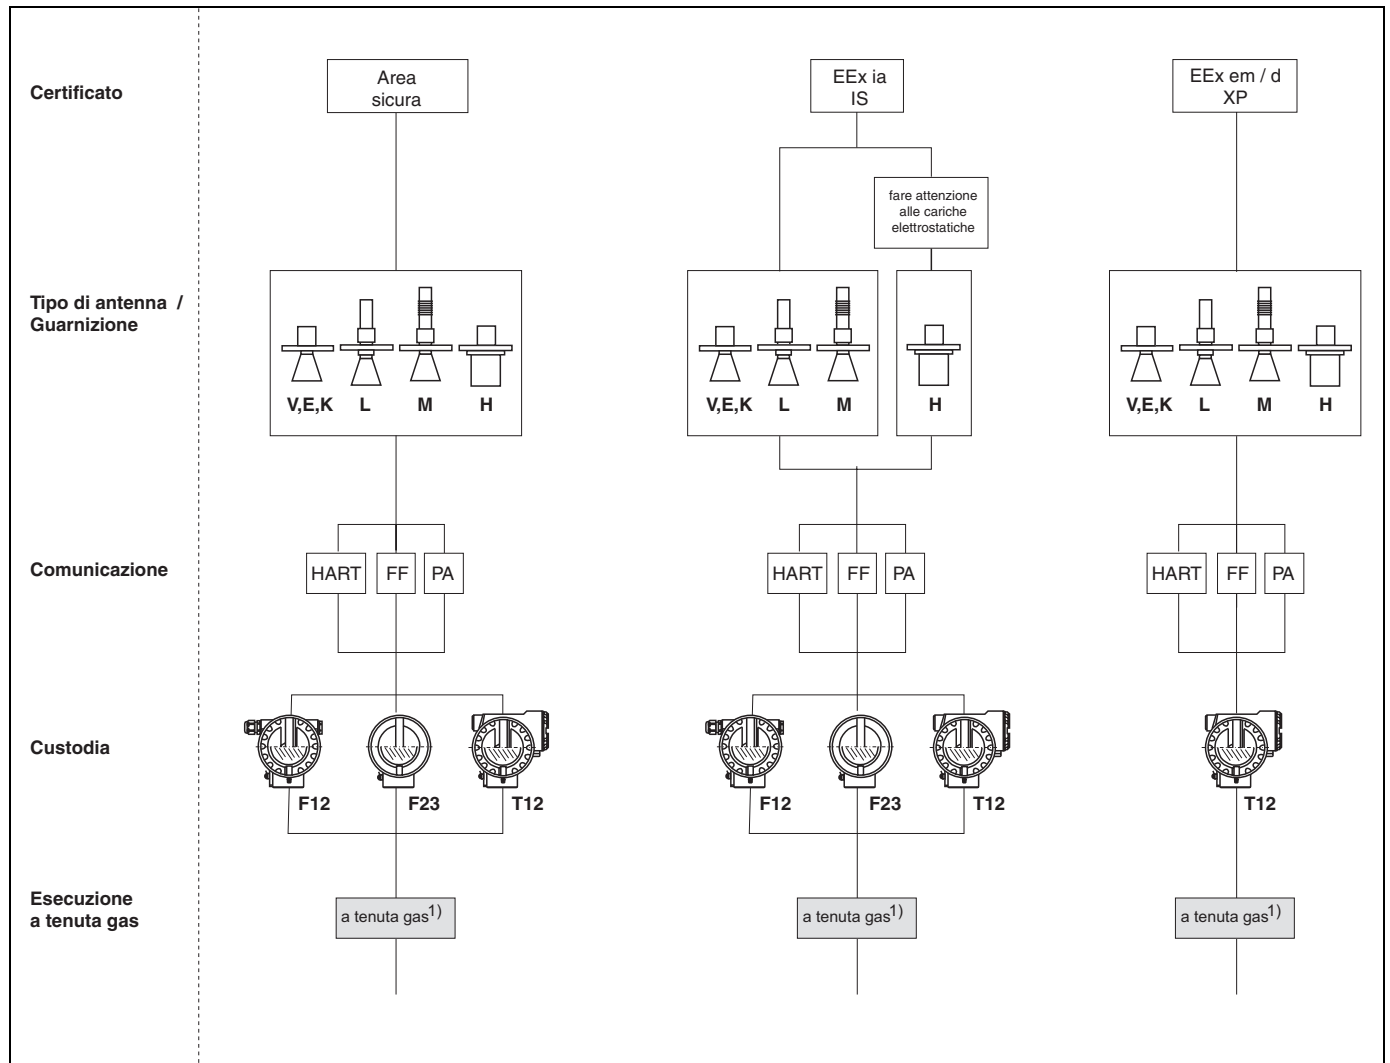 Certificato
Area
sicura
EEx ia
IS
EEx em / d
XP
fare attenzione
alle cariche
elettrostatiche
Tipo di antenna /
Guarnizione
V,E,K L M H
V,E,K L M H
V,E,K L M H
Comunicazione
HART FF PA
HART FF PA
HART FF PA
Custodia
F12 F23 T12
F12 F23 T12
T12
Esecuzione
a tenuta gas
a tenuta gas1)
a tenuta gas1)
a tenuta gas1)